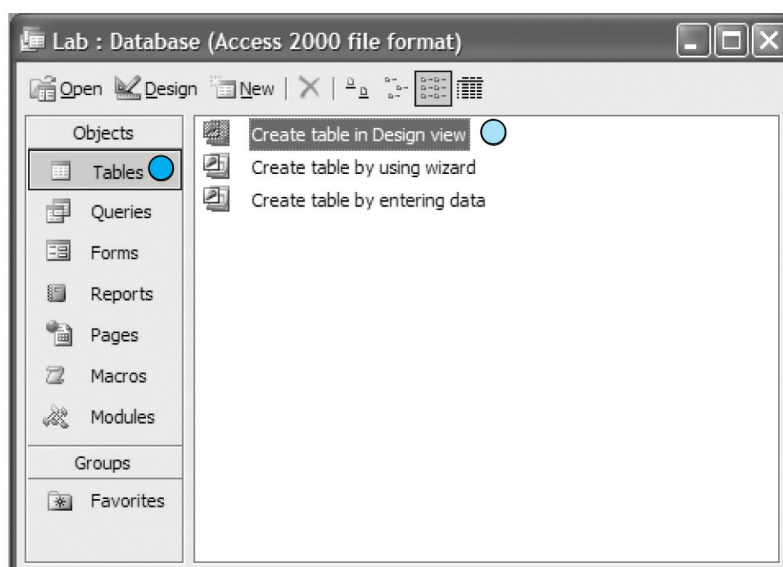 Lab : Database (Access 2000 file format)
Open Design New
Objects
Tables
Queries
Forms
Reports
Pages
Macros
Modules
Groups
Favorites
Create table in Design view
Create table by using wizard
Create table by entering data